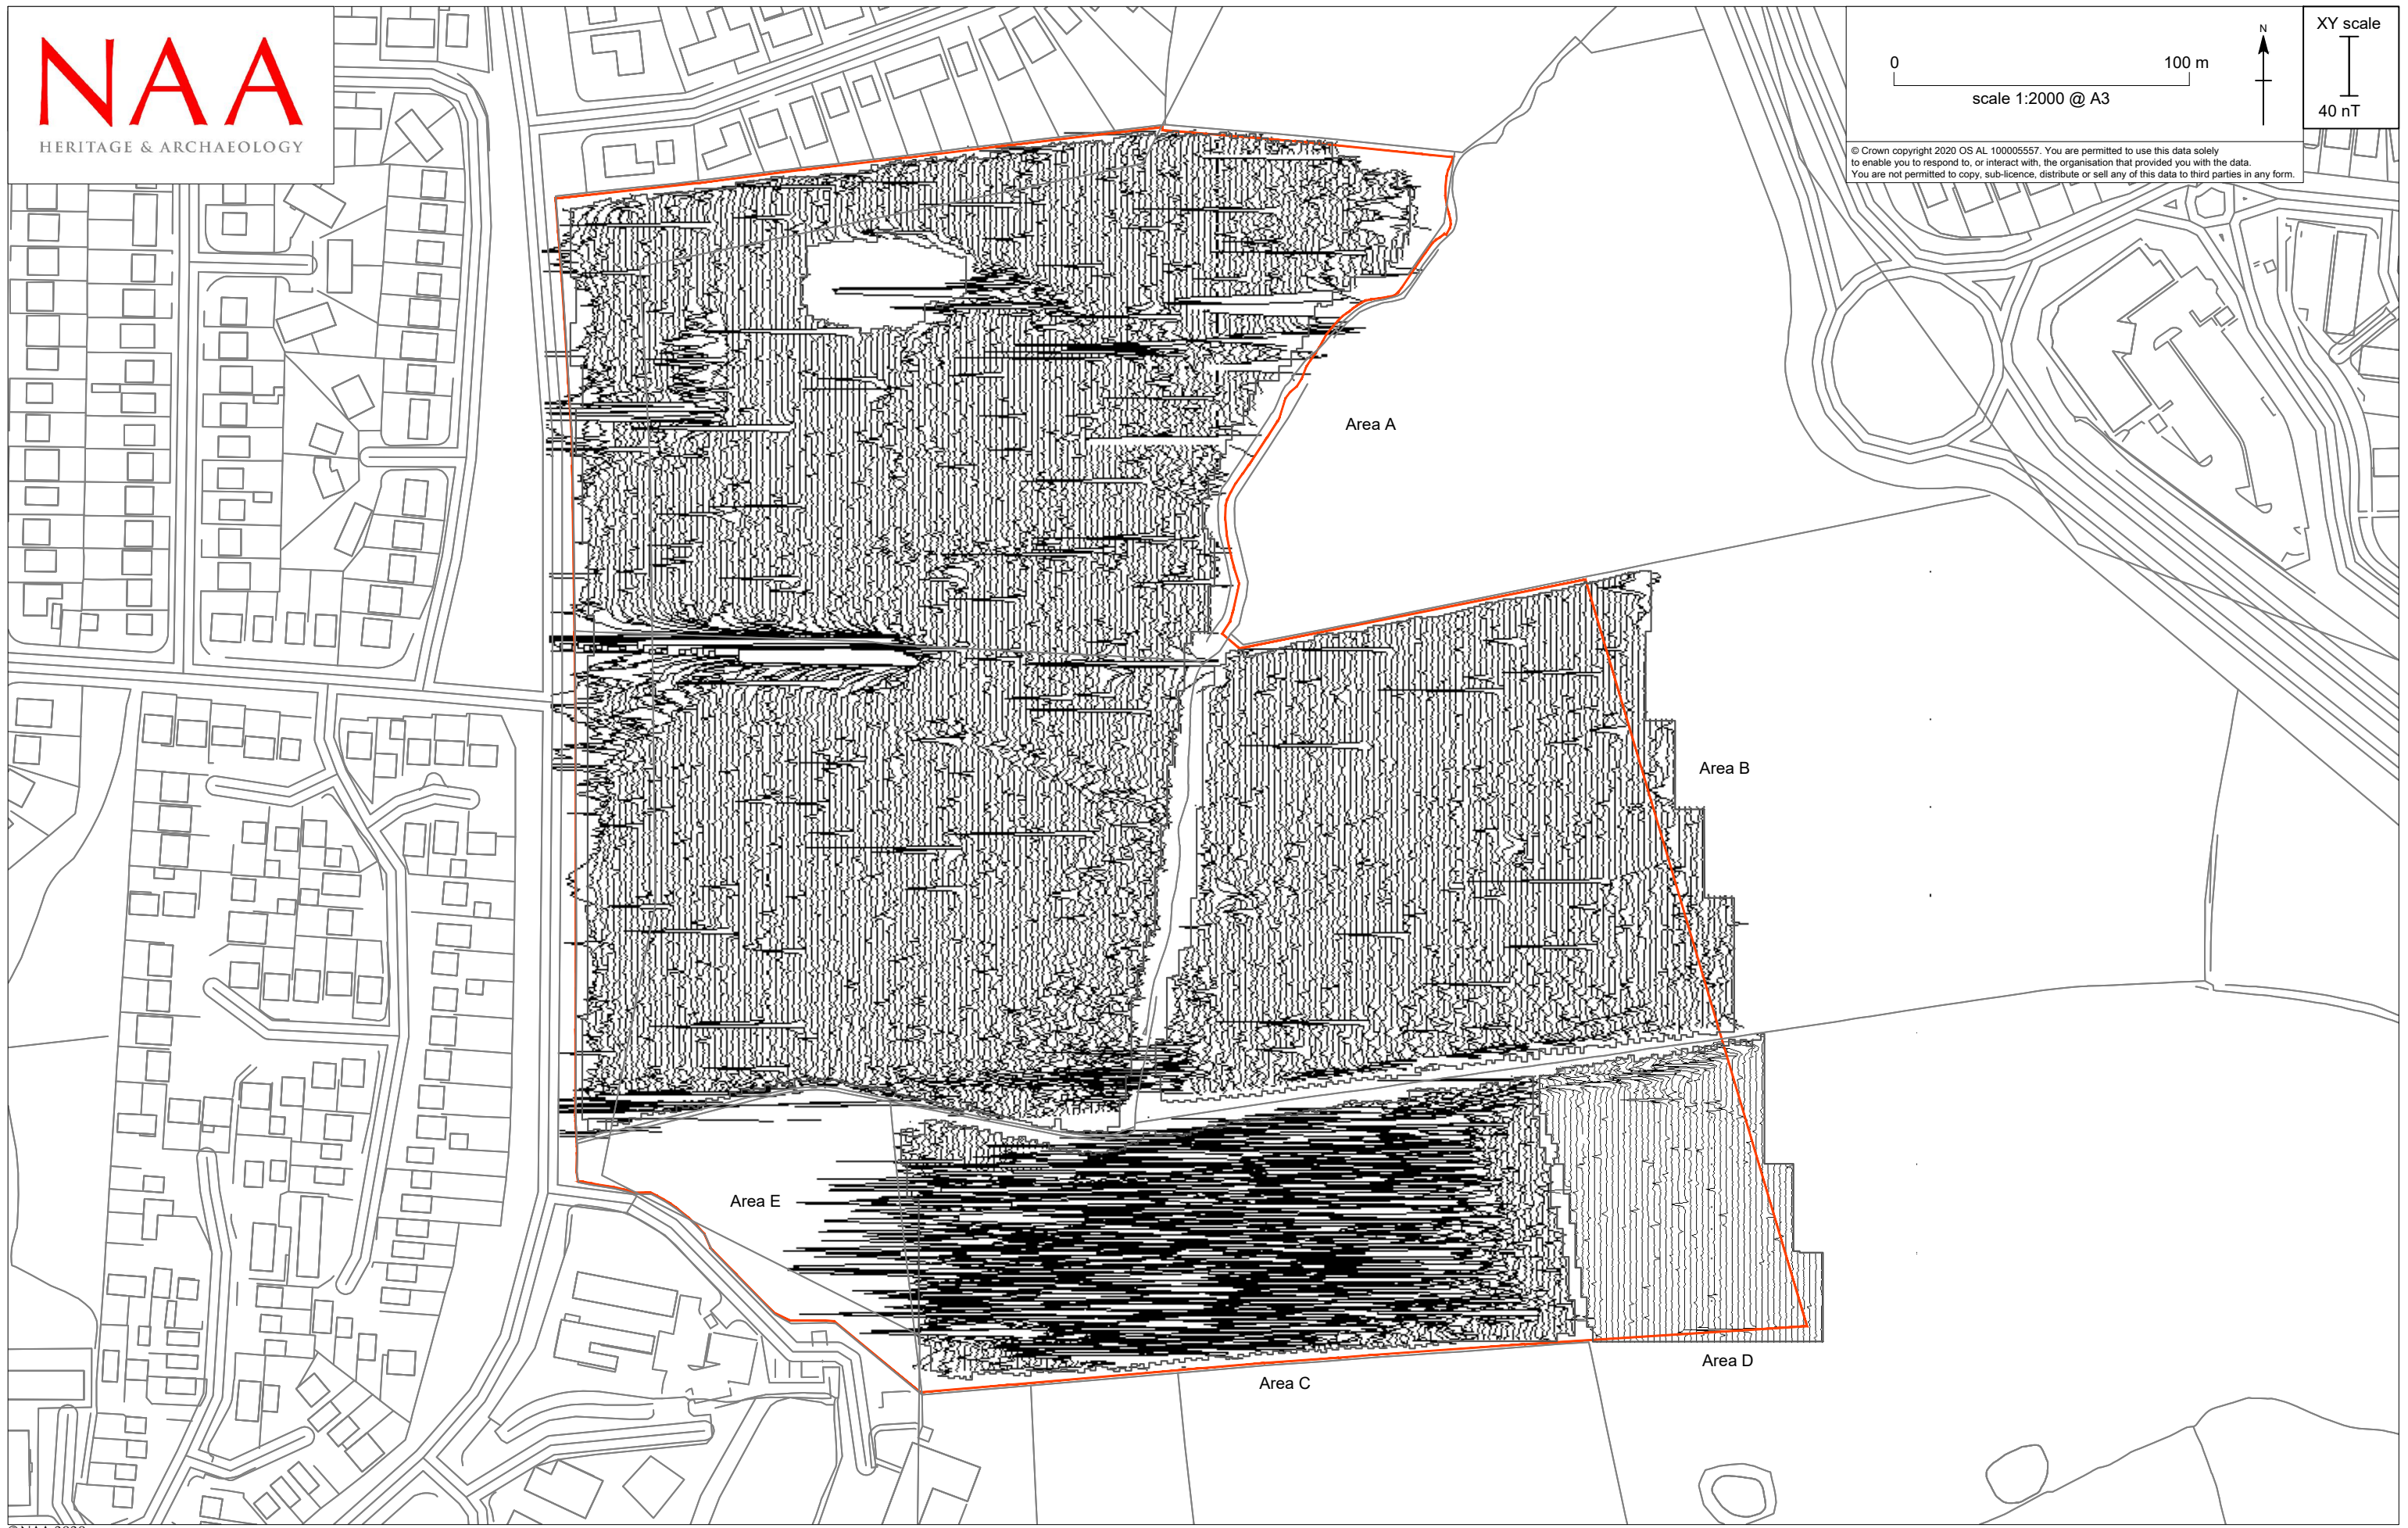 NAA
HERITAGE & ARCHAEOLOGY
0 100 m
scale 1:2000 @ A3
N
XY scale
40 nT
© Crown copyright 2020 OS AL 100005557. You are permitted to use this data solely
to enable you to respond to, or interact with, the organisation that provided you with the data.
You are not permitted to copy, sub-licence, distribute or sell any of this data to third parties in any form.
Area A
Area B
Area E
Area D
Area C
©NAA 2020